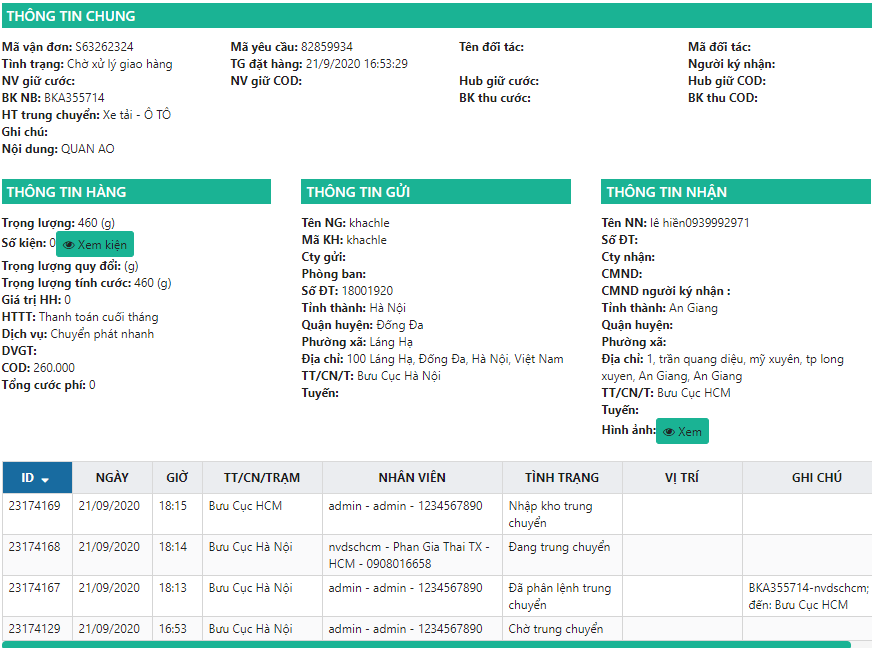 THÔNG TIN CHUNG
Mã vận đơn: S63262324
Mã yêu cầu: 82859934
Tên đối tác:
Mã đối tác:
Tình trạng: Chờ xử lý giao hàng
TG đặt hàng: 21/9/2020 16:53:29
Người ký nhận:
NV giữ cước:
NV giữ COD:
Hub giữ cước:
Hub giữ COD:
BK NB: BKA355714
BK thu cước:
BK thu COD:
HT trung chuyển: Xe tải - Ô TÔ
Ghi chú:
Nội dung: QUAN AO
THÔNG TIN HÀNG
Trọng lượng: 460 (g)
Số kiện: 0 Xem kiện
Trọng lượng quy đổi: (g)
Trọng lượng tính cước: 460 (g)
Giá trị HH: 0
HTTT: Thanh toán cuối tháng
Dịch vụ: Chuyển phát nhanh
DVGT:
COD: 260.000
Tổng cước phí: 0
THÔNG TIN GỬI
Tên NG: khachle
Mã KH: khachle
Cty gửi:
Phòng ban:
Số ĐT: 18001920
Tỉnh thành: Hà Nội
Quận huyện: Đống Đa
Phường xã: Láng Hạ
Địa chỉ: 100 Láng Hạ, Đống Đa, Hà Nội, Việt Nam
TT/CN/T: Bưu Cục Hà Nội
Tuyến:
THÔNG TIN NHẬN
Tên NN: lê hiền0939992971
Số ĐT:
Cty nhận:
CMND:
CMND người ký nhận :
Tỉnh thành: An Giang
Quận huyện:
Phường xã:
Địa chỉ: 1, trần quang diệu, mỹ xuyên, tp long
xuyen, An Giang, An Giang
TT/CN/T: Bưu Cục HCM
Tuyến:
Hình ảnh: Xem
ID NGÀY GIỜ TT/CN/TRẠM NHÂN VIÊN TÌNH TRẠNG VỊ TRÍ GHI CHÚ
23174169 21/09/2020 18:15 Bưu Cục HCM admin - admin - 1234567890 Nhập kho trung
chuyển
23174168 21/09/2020 18:14 Bưu Cục Hà Nội nvdschcm - Phan Gia Thai TX - Đang trung chuyển
HCM - 0908016658
23174167 21/09/2020 18:13 Bưu Cục Hà Nội admin - admin - 1234567890 Đã phân lệnh trung BKA355714-nvdschcm;
chuyển đến: Bưu Cục HCM
23174129 21/09/2020 16:53 Bưu Cục Hà Nội admin - admin - 1234567890 Chờ trung chuyển